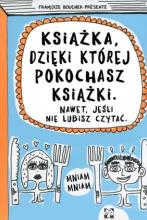 FRANÇOIZE BOUCHER PRÉSENTE
KSIĄŻKA,
DZIĘKI KTÓREJ
POKOCHASZ
KSIĄŻKI.
NAWET, JEŚLI
NIE LUBISZ CZYTAĆ.
MNIAM
MNIAM